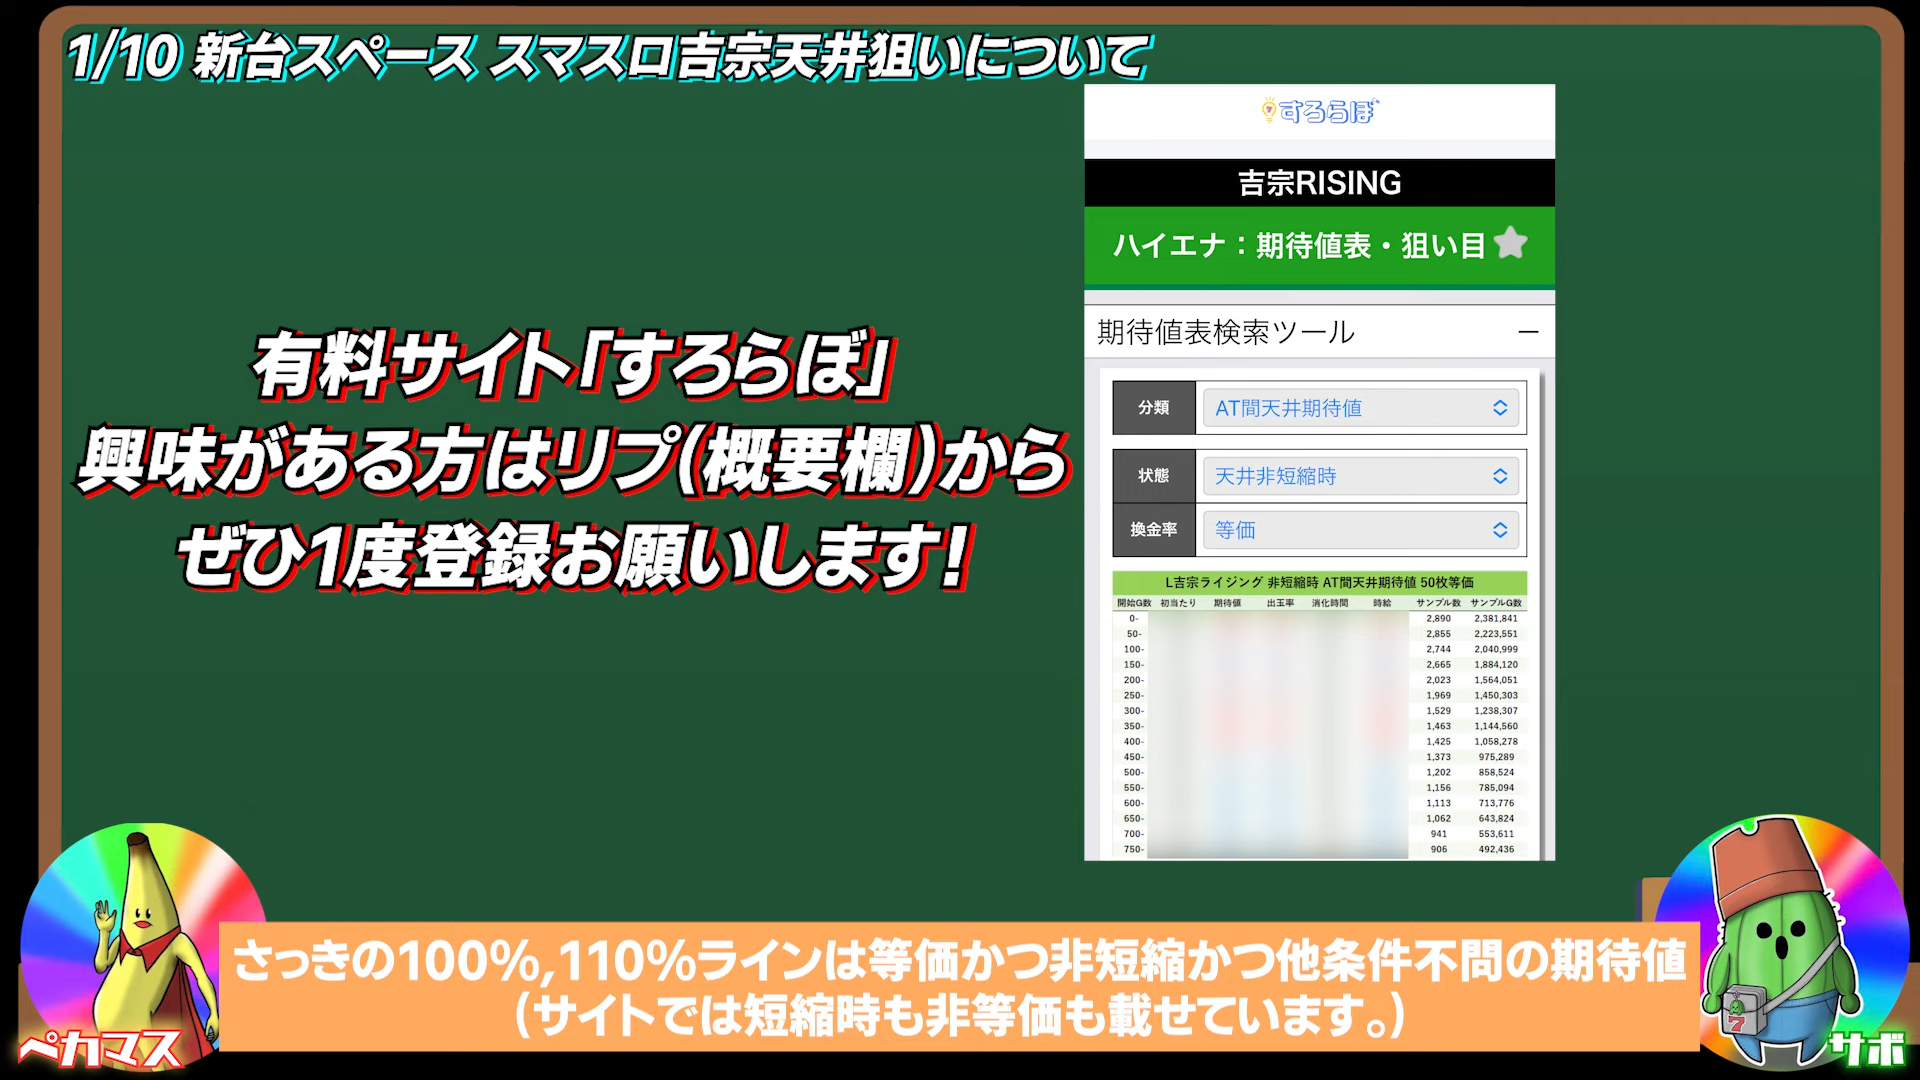 1/10 新台スペース スマスロ吉宗天井狙いについて
有料サイト「すろらぼ」
興味がある方はリプ(概要欄)から
ぜひ1度登録お願いします!
すろらぼ
吉宗RISING
ハイエナ：期待値表・狙い目
期待値表検索ツール
分類 AT間天井期待値
状態 天井非短縮時
換金率 等価
L吉宗ライジング 非短縮時 AT間天井期待値 50枚等価
開始G数 初当たり 期待値 出玉率 消化時間 時給 サンプル数 サンプルG数
0- 2,890 2,381,841
50- 2,855 2,223,551
100- 2,744 2,040,999
150- 2,665 1,884,120
200- 2,023 1,564,051
250- 1,969 1,450,303
300- 1,529 1,238,307
350- 1,463 1,144,560
400- 1,425 1,058,278
450- 1,373 975,289
500- 1,202 858,524
550- 1,156 785,094
600- 1,113 713,776
650- 1,062 643,824
700- 941 553,611
750- 906 492,436
さっきの100%,110%ラインは等価かつ非短縮かつ他条件不問の期待値
(サイトでは短縮時も非等価も載せています。)
ペカマス
7
サボ